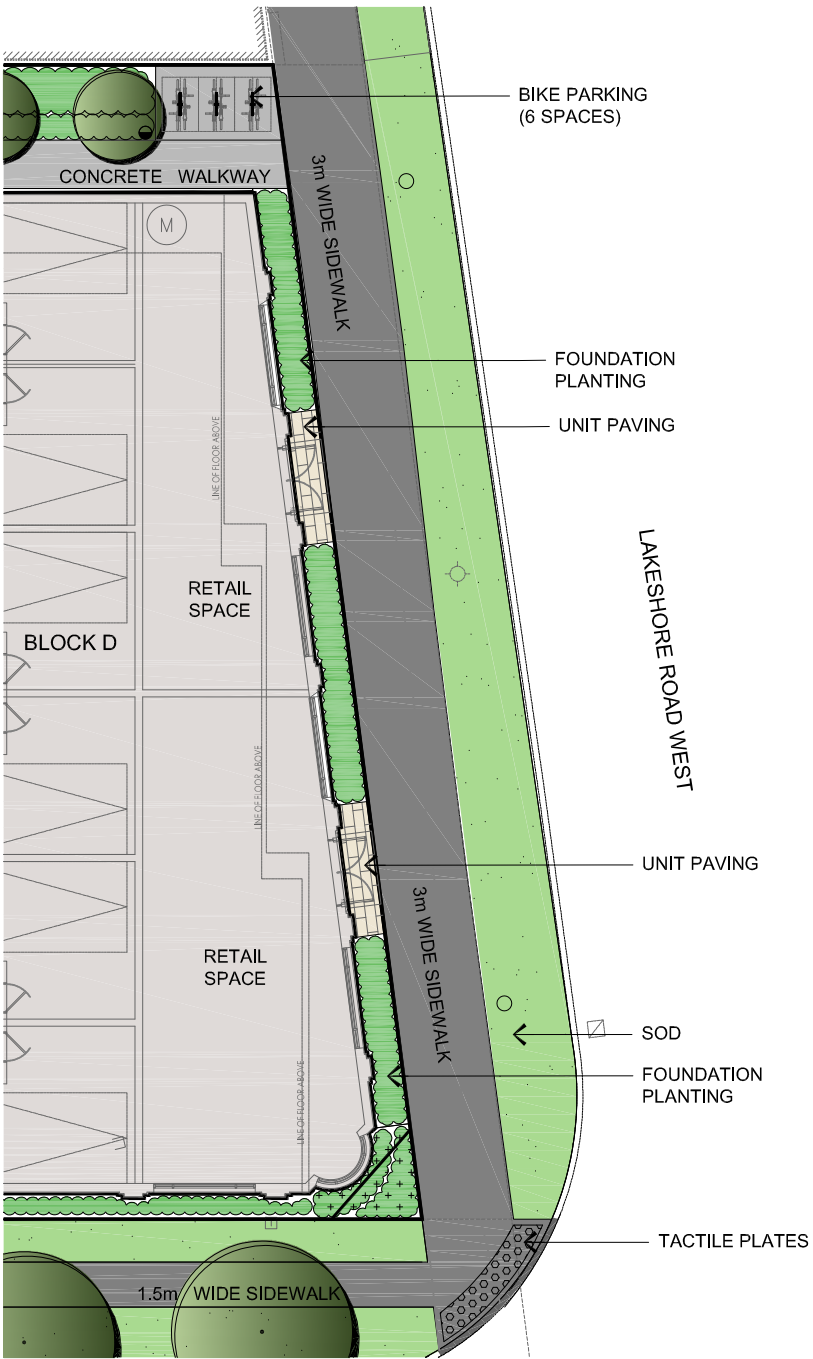 BIKE PARKING
(6 SPACES)
CONCRETE WALKWAY
3m WIDE SIDEWALK
M
FOUNDATION
PLANTING
UNIT PAVING
LINE OF FLOOR ABOVE
RETAIL
SPACE
BLOCK D
LAKESHORE ROAD WEST
LINE OF FLOOR ABOVE
UNIT PAVING
3m WIDE SIDEWALK
RETAIL
SPACE
SOD
FOUNDATION
PLANTING
LINE OF FLOOR ABOVE
TACTILE PLATES
1.5m WIDE SIDEWALK